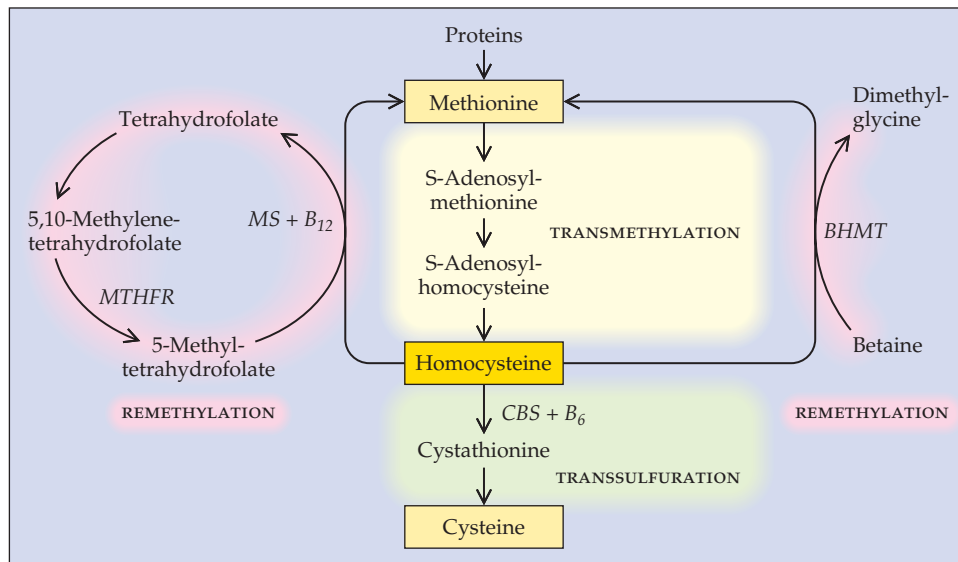 Proteins
Methionine
Dimethyl-
glycine
Tetrahydrofolate
S-Adenosyl-
methionine
5,10-Methylene-
tetrahydrofolate
MS + B12
TRANSMETHYLATION
BHMT
S-Adenosyl-
homocysteine
MTHFR
5-Methyl-
tetrahydrofolate
Homocysteine
Betaine
REMETHYLATION
CBS + B6
REMETHYLATION
Cystathionine
TRANSSULFURATION
Cysteine